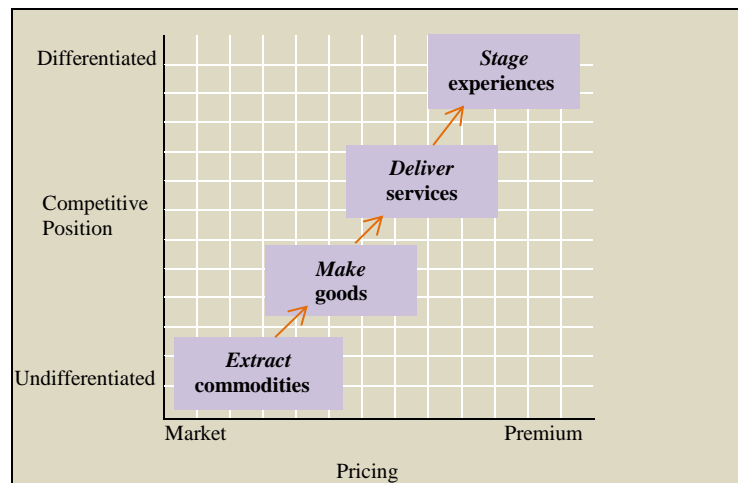 Differentiated
Stage
experiences
Deliver
services
Competitive
Position
Make
goods
Extract
commodities
Undifferentiated
Market
Premium
Pricing